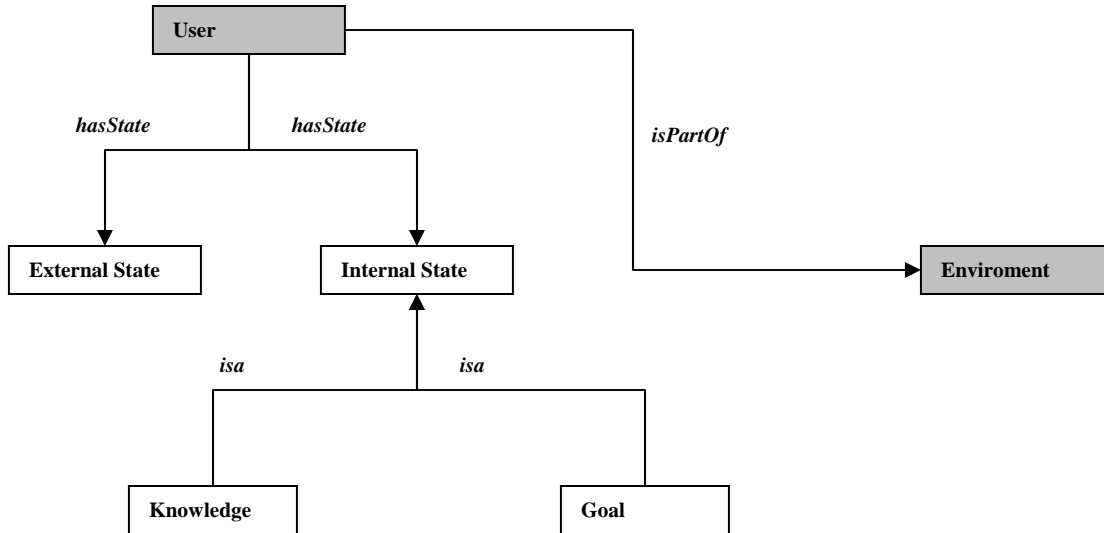 User
hasState
hasState
isPartOf
External State
Internal State
Enviroment
isa
isa
Knowledge
Goal